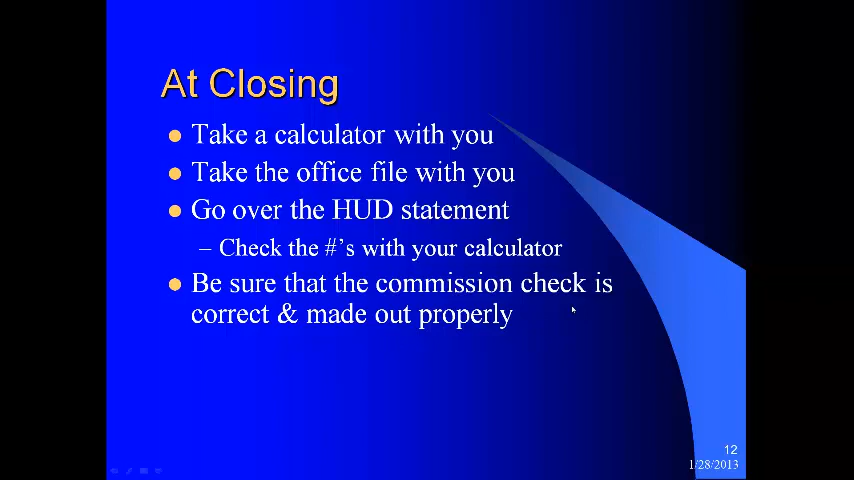 At Closing
Take a calculator with you
Take the office file with you
Go over the HUD statement
– Check the #'s with your calculator
Be sure that the commission check is
correct & made out properly
12
1/28/2013